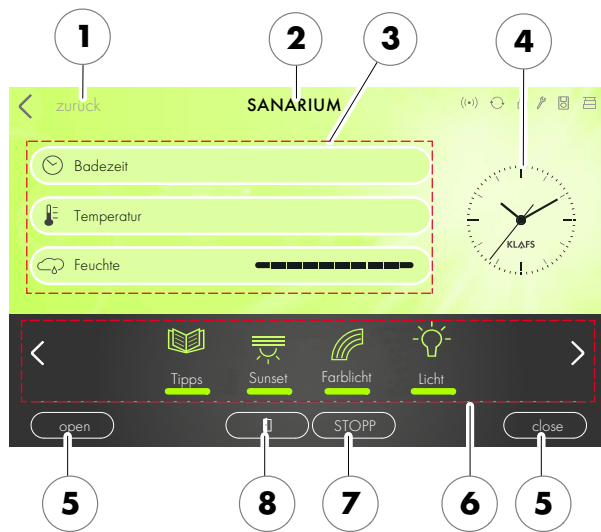 1 2 3 4
zurück SANARIUM
Badezeit
Temperatur
Feuchte
KLAFS
Tipps Sunset Farblicht Licht
open STOPP close
5 8 7 6 5